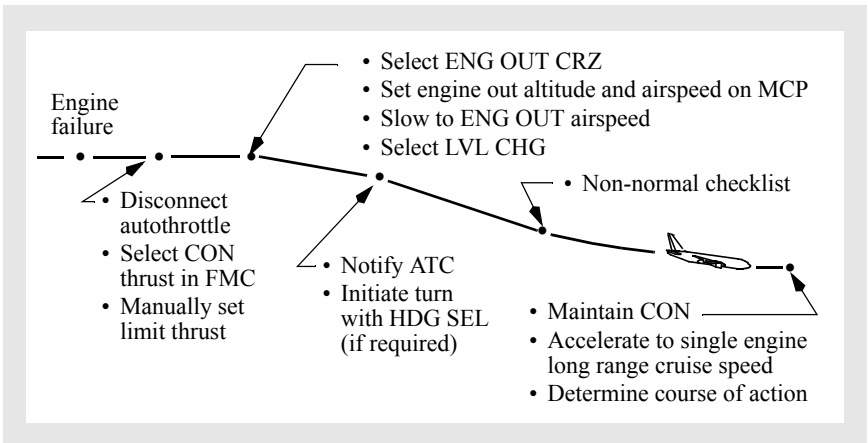 Engine
failure
• Disconnect
autothrottle
• Select CON
thrust in FMC
• Manually set
limit thrust
• Select ENG OUT CRZ
• Set engine out altitude and airspeed on MCP
• Slow to ENG OUT airspeed
• Select LVL CHG
• Notify ATC
• Initiate turn
with HDG SEL
(if required)
• Non-normal checklist
• Maintain CON
• Accelerate to single engine
long range cruise speed
• Determine course of action